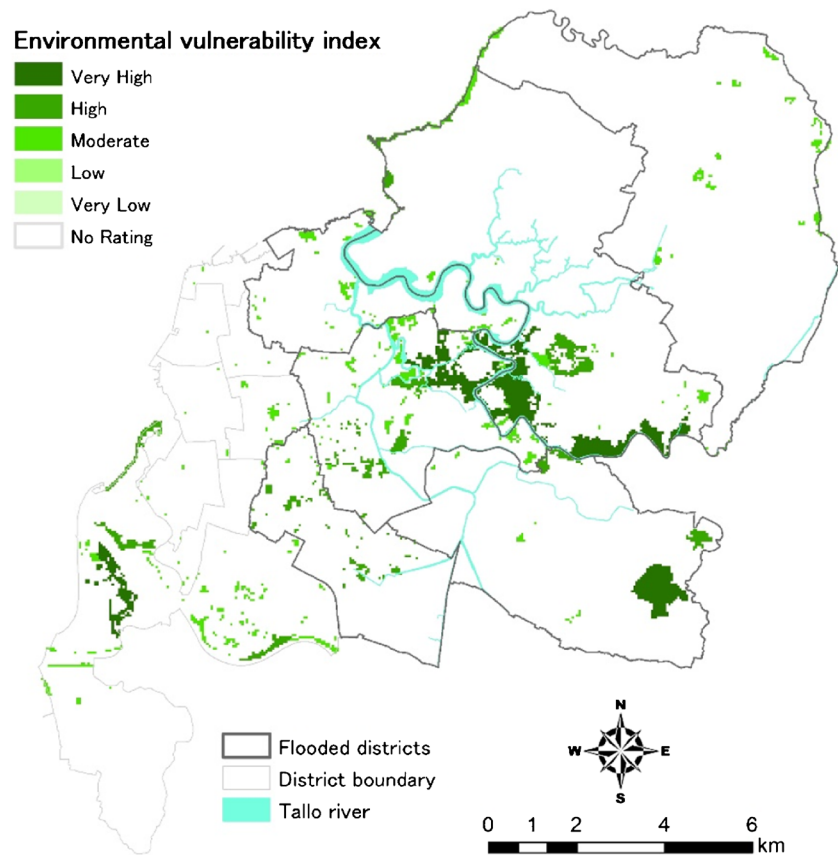 Environmental vulnerability index
Very High
High
Moderate
Low
Very Low
No Rating
Flooded districts
District boundary
Tallo river
N
W E
S
0 1 2 4 6
km